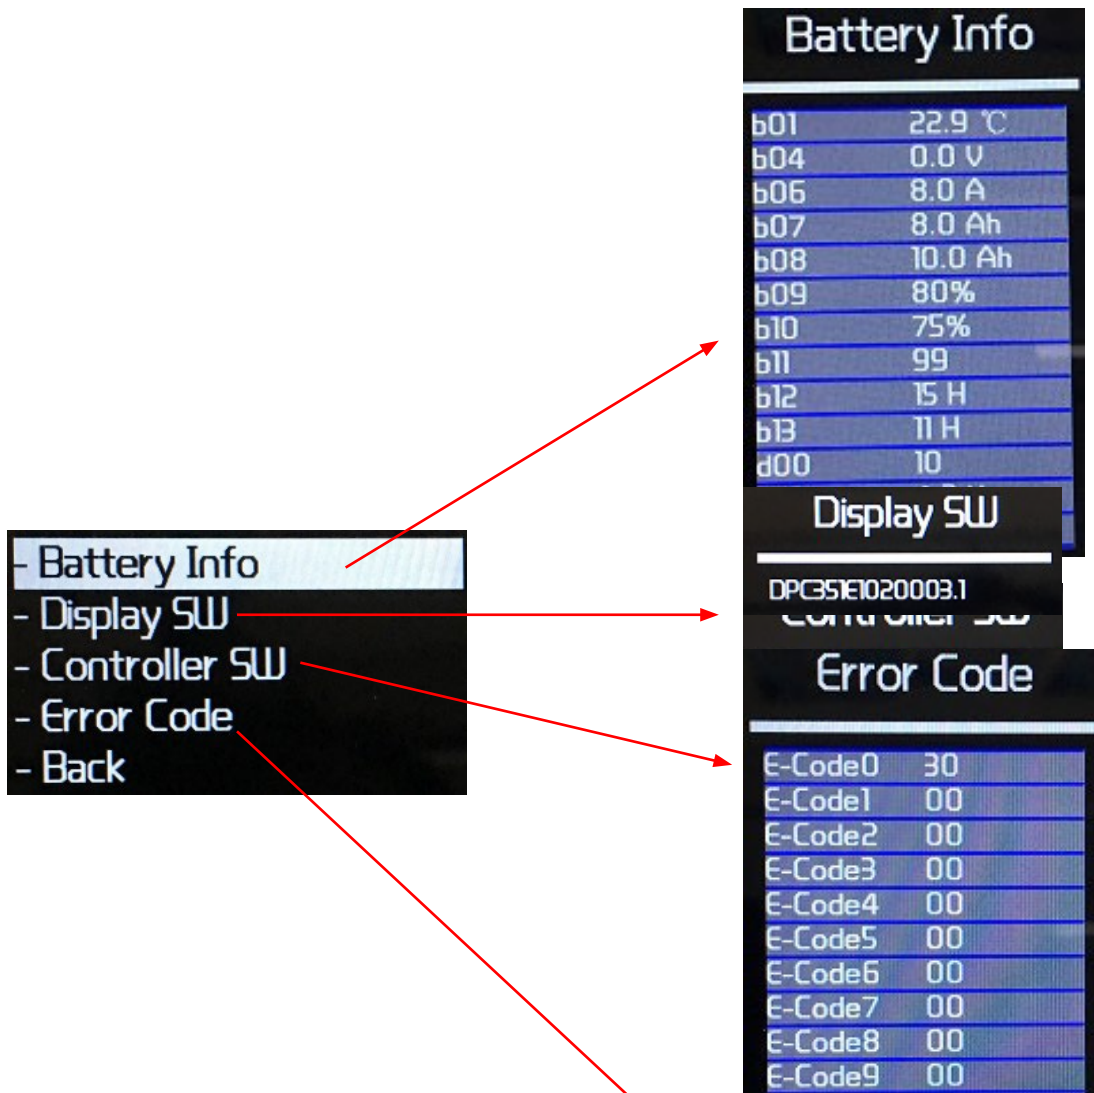 Battery Info
b01 22.9 ℃
b04 0.0 V
b06 8.0 A
b07 8.0 Ah
b08 10.0 Ah
b09 80%
b10 75%
b11 99
b12 15 H
b13 11 H
d00 10
- Battery Info
- Display SW
- Controller SW
- Error Code
- Back
Display SW
DPC351E1020003.1
Controller SW
Error Code
E-Code0 30
E-Code1 00
E-Code2 00
E-Code3 00
E-Code4 00
E-Code5 00
E-Code6 00
E-Code7 00
E-Code8 00
E-Code9 00